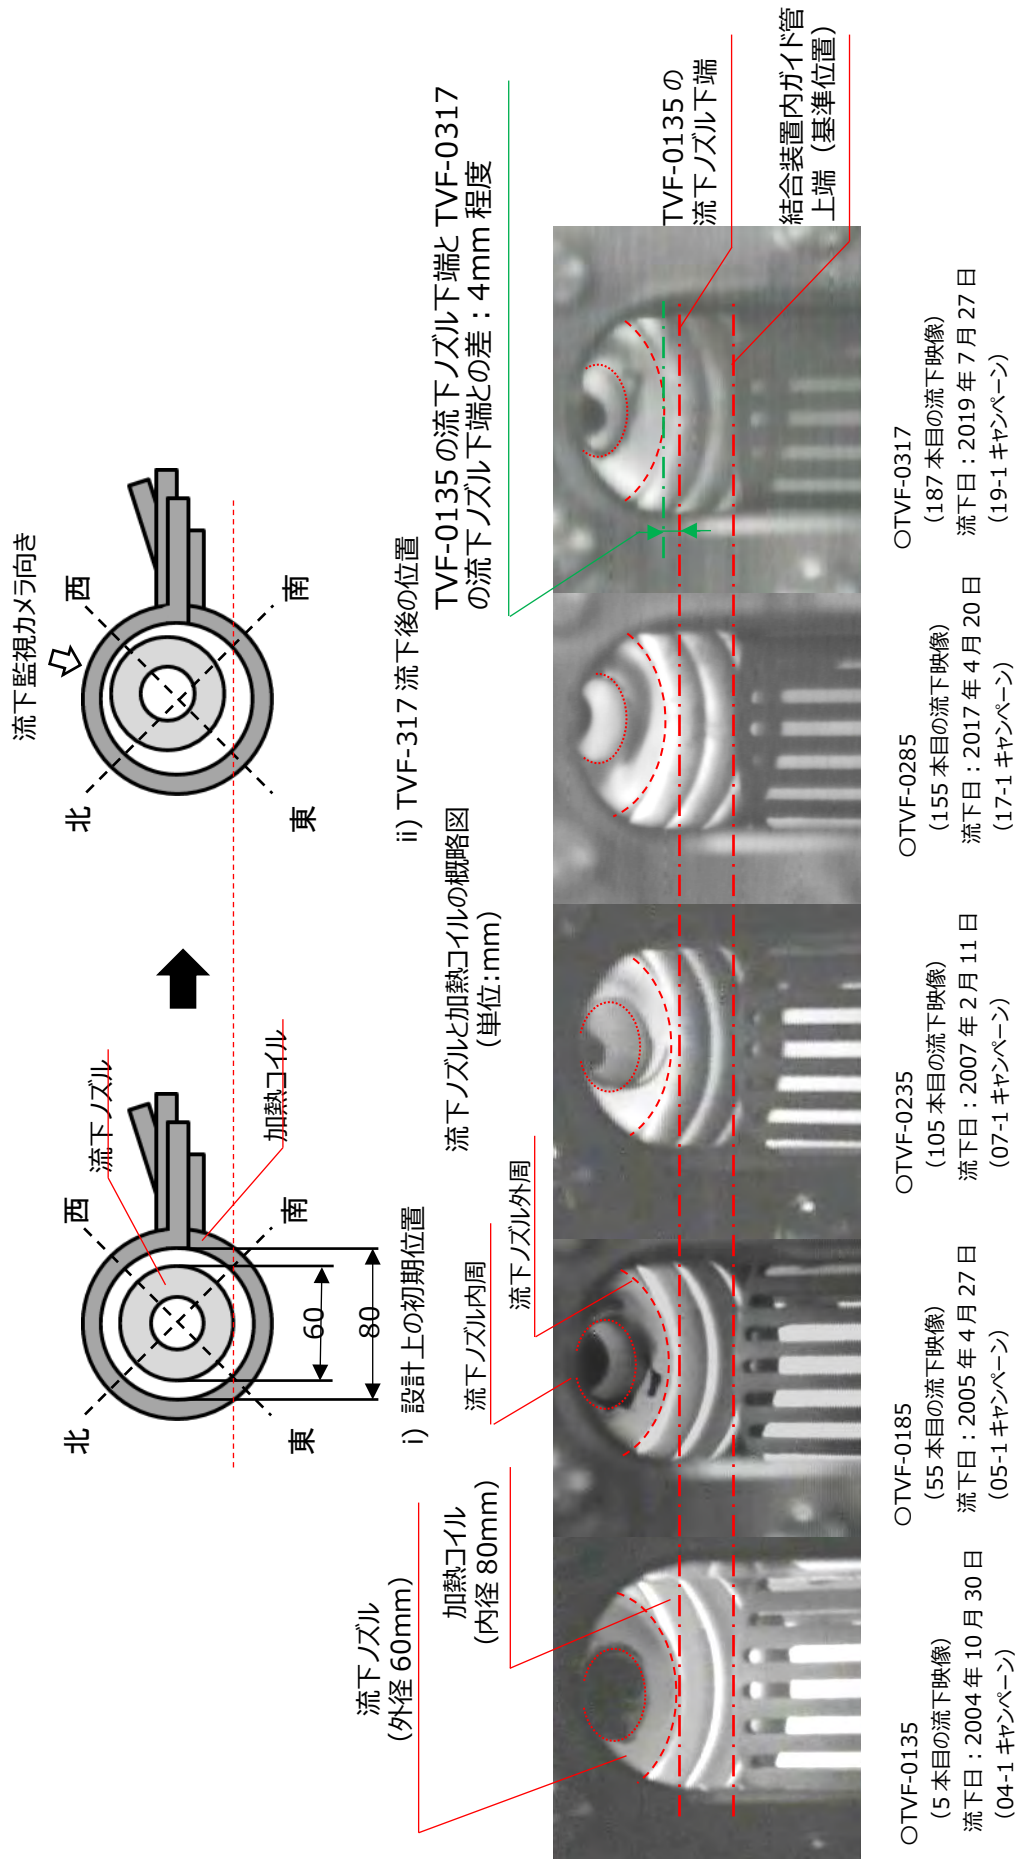 流下監視カメラ向き
北
西
東
南
流下ノズル
加熱コイル
60
80
i) 設計上の初期位置
北
西
東
南
ii) TVF-317 流下後の位置
流下ノズルと加熱コイルの概略図
(単位:mm)
流下ノズル
(外径 60mm)
加熱コイル
(内径 80mm)
流下ノズル内周
流下ノズル外周
TVF-0135 の流下ノズル下端と TVF-0317
の流下ノズル下端との差：4mm 程度
TVF-0135 の
流下ノズル下端
結合装置内ガイド管
上端（基準位置）
○TVF-0135
(5 本目の流下映像)
流下日：2004 年 10 月 30 日
(04-1 キャンペーン)
○TVF-0185
(55 本目の流下映像)
流下日：2005 年 4 月 27 日
(05-1 キャンペーン)
○TVF-0235
(105 本目の流下映像)
流下日：2007 年 2 月 11 日
(07-1 キャンペーン)
○TVF-0285
(155 本目の流下映像)
流下日：2017 年 4 月 20 日
(17-1 キャンペーン)
○TVF-0317
(187 本目の流下映像)
流下日：2019 年 7 月 27 日
(19-1 キャンペーン)